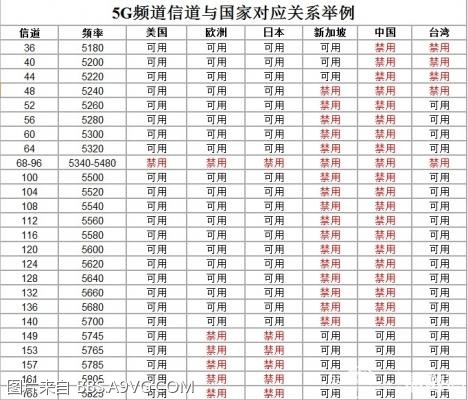 5G频道信道与国家对应关系举例
信道 频率 美国 欧洲 日本 新加坡 中国 台湾
36 5180 可用 可用 可用 可用 禁用 禁用
40 5200 可用 可用 可用 可用 禁用 禁用
44 5220 可用 可用 可用 可用 禁用 禁用
48 5240 可用 可用 可用 禁用 禁用 禁用
52 5260 可用 可用 可用 禁用 禁用 可用
56 5280 可用 可用 可用 禁用 禁用 可用
60 5300 可用 可用 可用 禁用 禁用 可用
64 5320 可用 可用 可用 禁用 禁用 可用
68-96 5340-5480 禁用 禁用 禁用 禁用 禁用 禁用
100 5500 可用 可用 可用 禁用 禁用 可用
104 5520 可用 可用 可用 禁用 禁用 可用
108 5540 可用 可用 可用 禁用 禁用 可用
112 5560 可用 可用 可用 禁用 禁用 可用
116 5580 可用 可用 可用 禁用 禁用 可用
120 5600 可用 可用 可用 禁用 禁用 可用
124 5620 可用 可用 可用 禁用 禁用 可用
128 5640 可用 可用 可用 禁用 禁用 可用
132 5660 可用 可用 可用 禁用 禁用 可用
136 5680 可用 可用 可用 禁用 禁用 可用
140 5700 可用 可用 可用 禁用 禁用 可用
149 5745 可用 禁用 禁用 可用 可用 可用
153 5765 可用 禁用 禁用 可用 可用 可用
157 5785 可用 禁用 禁用 可用 可用 可用
161 5805 可用 禁用 禁用 可用
图片来自 BBS.A9VG.COM
165 5825 可用 禁用 禁用 可用